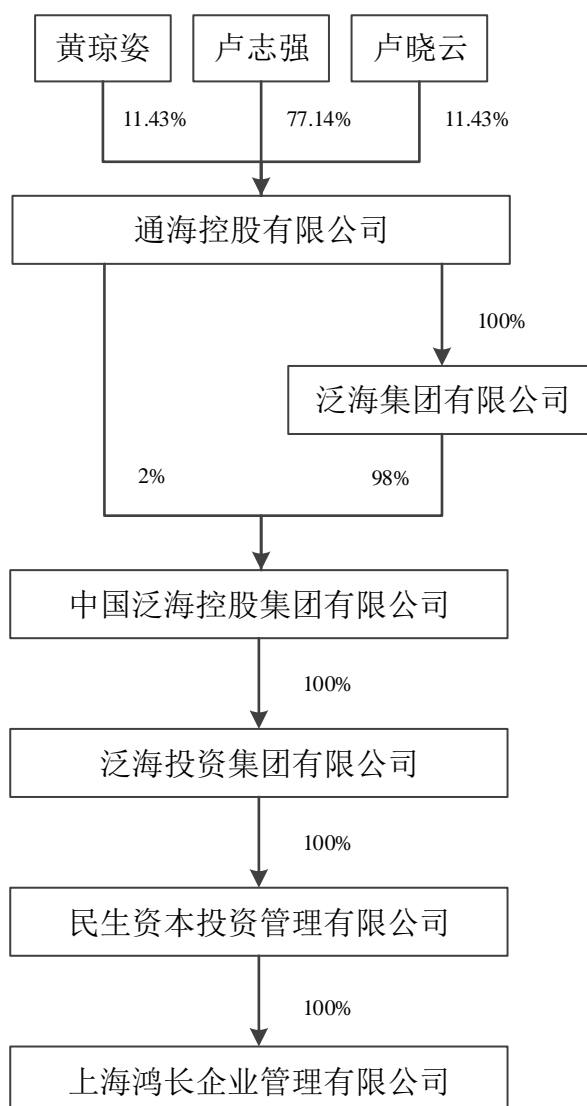 黄琼姿 卢志强 卢晓云
11.43% 77.14% 11.43%
通海控股有限公司
100%
泛海集团有限公司
2% 98%
中国泛海控股集团有限公司
100%
泛海投资集团有限公司
100%
民生资本投资管理有限公司
100%
上海鸿长企业管理有限公司